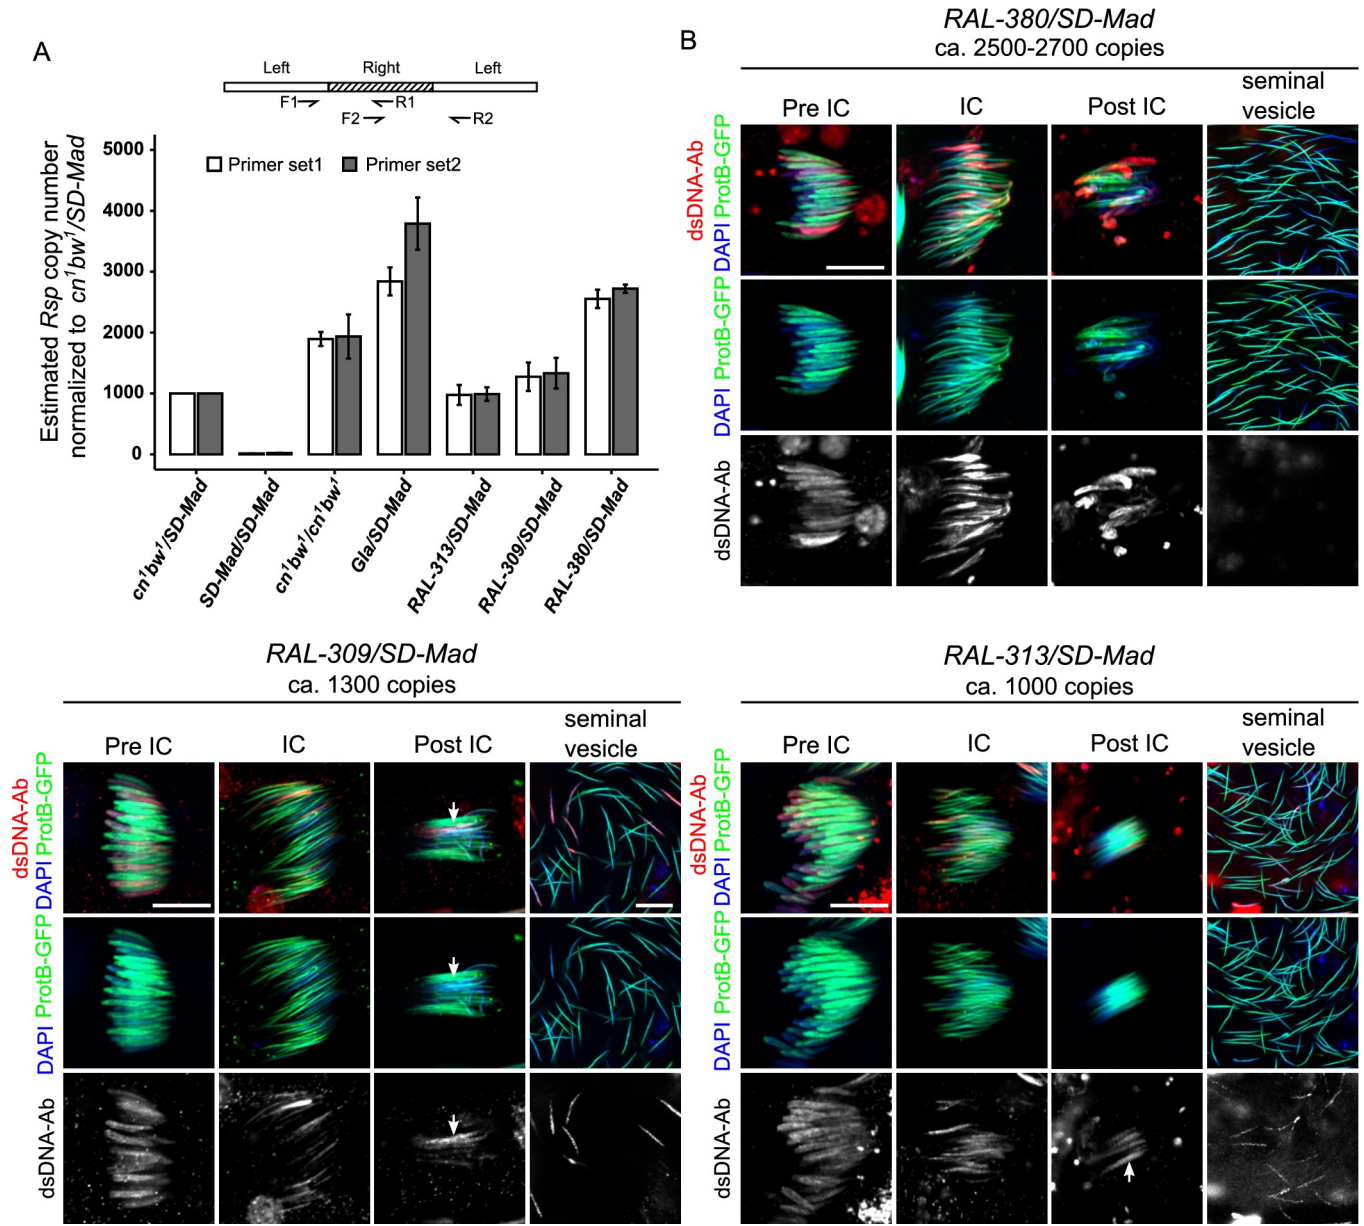 A
Left Right Left
F1 R1
F2 R2
Estimated Rsp copy number
normalized to cn¹bw¹/SD-Mad
5000
4000
3000
2000
1000
0
Primer set1 Primer set2
cn¹bw¹/SD-Mad
SD-Mad/SD-Mad
cn¹bw¹/cn¹bw¹
Gla/SD-Mad
RAL-313/SD-Mad
RAL-309/SD-Mad
RAL-380/SD-Mad
B
RAL-380/SD-Mad
ca. 2500-2700 copies
Pre IC IC Post IC seminal
vesicle
dsDNA-Ab
DAPI ProtB-GFP
DAPI ProtB-GFP
dsDNA-Ab
RAL-309/SD-Mad
ca. 1300 copies
Pre IC IC Post IC seminal
vesicle
dsDNA-Ab
DAPI ProtB-GFP
DAPI ProtB-GFP
dsDNA-Ab
RAL-313/SD-Mad
ca. 1000 copies
Pre IC IC Post IC seminal
vesicle
dsDNA-Ab
DAPI ProtB-GFP
DAPI ProtB-GFP
dsDNA-Ab